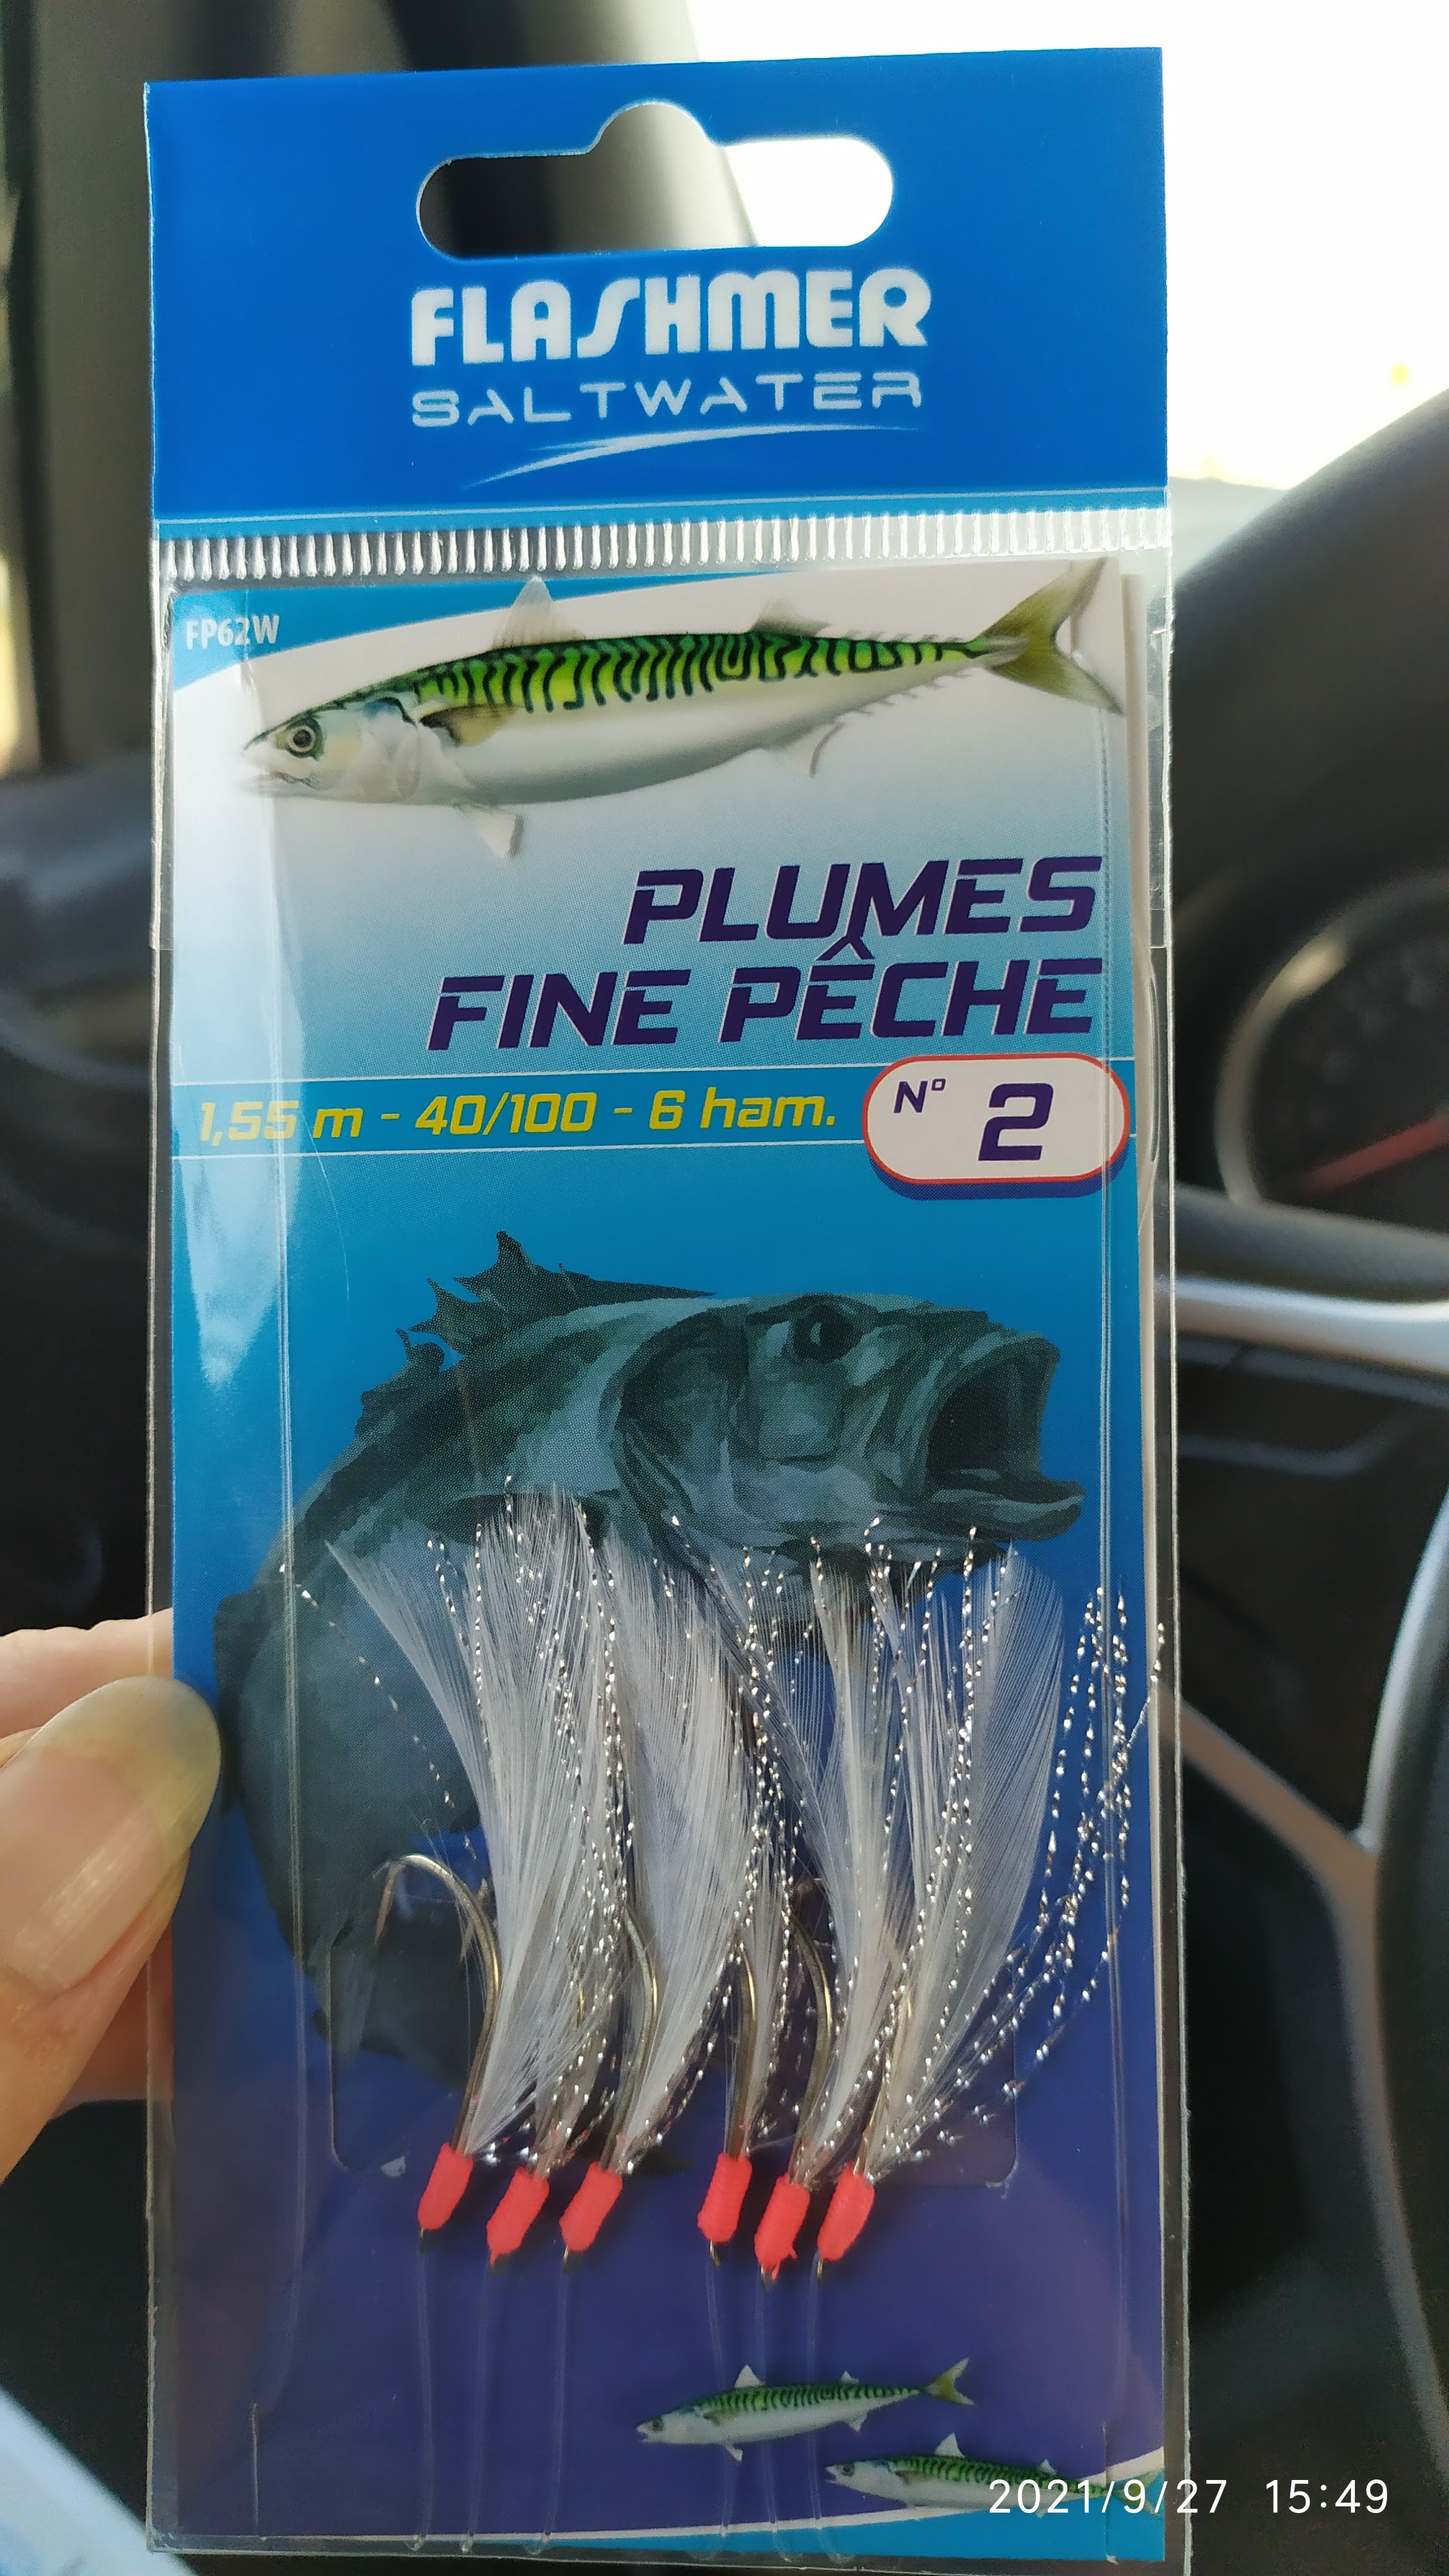 FLASHMER
SALTWATER
FP62W
PLUMES
FINE PÊCHE
1,55 m - 40/100 - 6 ham.
N° 2
2021/9/27 15:49